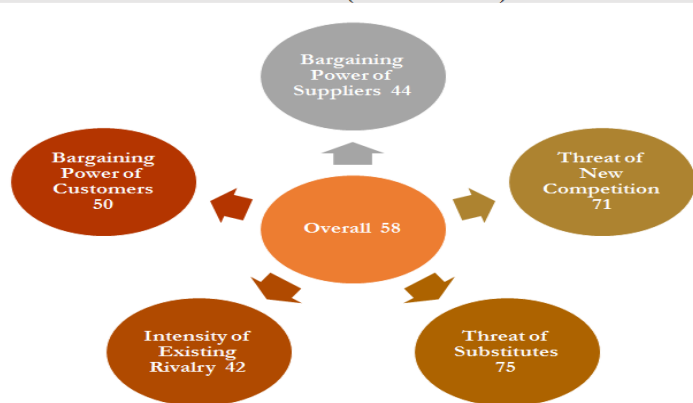 Bargaining
Power of
Suppliers 44
Bargaining
Power of
Customers
50
Threat of
New
Competition
71
Overall 58
Intensity of
Existing
Rivalry 42
Threat of
Substitutes
75